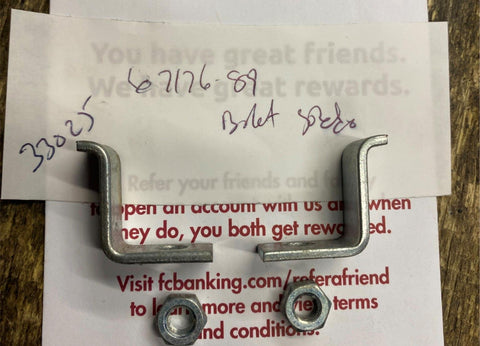 You have great friends.
We have great rewards.
67176-89
33025
Refer your friends and family
to open an account with us and when
they do, you both get rewarded.
Visit fcbanking.com/referafriend
to learn more and view terms
and conditions.